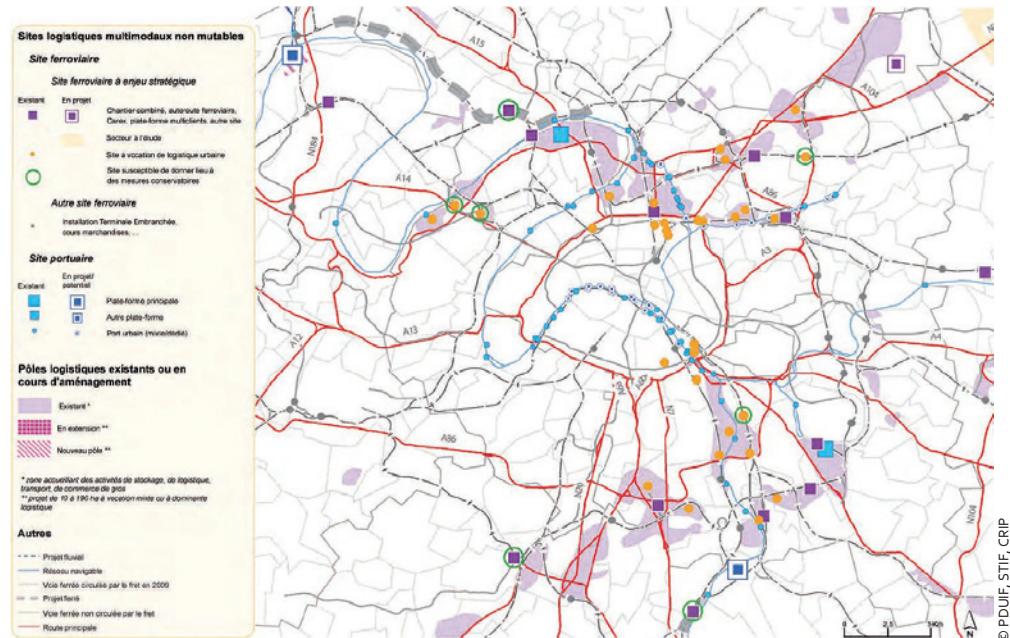 Sites logistiques multimodaux non mutables
Site ferroviaire
Site ferroviaire à enjeu stratégique
Existant
En projet
Chantier combiné, autoroute ferroviaire,
Carex, plate-forme multiclients, autre site
Secteur à l'étude
Site à vocation de logistique urbaine
Site susceptible de donner lieu à
des mesures conservatoires
Autre site ferroviaire
Installation Terminale Embranchée,
cours marchandises, ...
Site portuaire
Existant
En projet/
potentiel
Plate-forme principale
Autre plate-forme
Port urbain (mixte/dédié)
Pôles logistiques existants ou en
cours d'aménagement
Existant *
En extension **
Nouveau pôle **
* zone accueillant des activités de stockage, de logistique,
transport, de commerce de gros
** projet de 10 à 190 ha à vocation mixte ou à dominante
logistique
Autres
Projet fluvial
Réseau navigable
Voie ferrée circulée par le fret en 2009
Projet ferré
Voie ferrée non circulée par le fret
Route principale
A15
A104
N184
A14
A86
A3
A13
A12
A4
N7
A86
N20
N104
0 2,5 5 Km
N
© PDUIF, STIF, CRIP